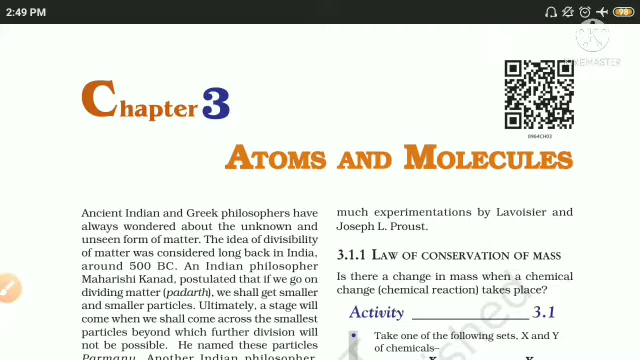 2:49 PM
98
KINEMASTER
Chapter 3
0964CH03
ATOMS AND MOLECULES
Ancient Indian and Greek philosophers have
always wondered about the unknown and
unseen form of matter. The idea of divisibility
of matter was considered long back in India,
around 500 BC. An Indian philosopher
Maharishi Kanad, postulated that if we go on
dividing matter (padarth), we shall get smaller
and smaller particles. Ultimately, a stage will
come when we shall come across the smallest
particles beyond which further division will
not be possible. He named these particles
Parmanu. Another Indian philosopher,
much experimentations by Lavoisier and
Joseph L. Proust.
3.1.1 LAW OF CONSERVATION OF MASS
Is there a change in mass when a chemical
change (chemical reaction) takes place?
Activity ______________ 3.1
• Take one of the following sets, X and Y
of chemicals–
X Y